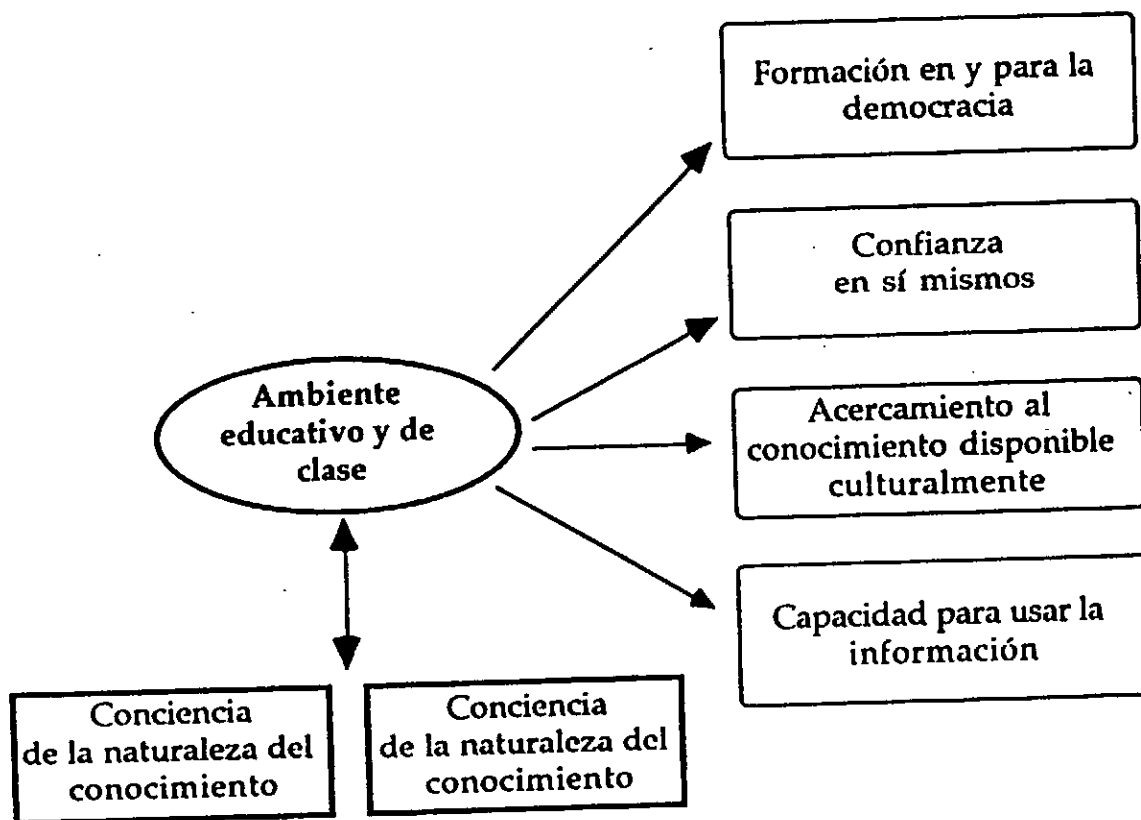 Formación en y para la
democracia
Confianza
en sí mismos
Ambiente
educativo y de
clase
Acercamiento al
conocimiento disponible
culturalmente
Capacidad para usar la
información
Conciencia
de la naturaleza del
conocimiento
Conciencia
de la naturaleza del
conocimiento